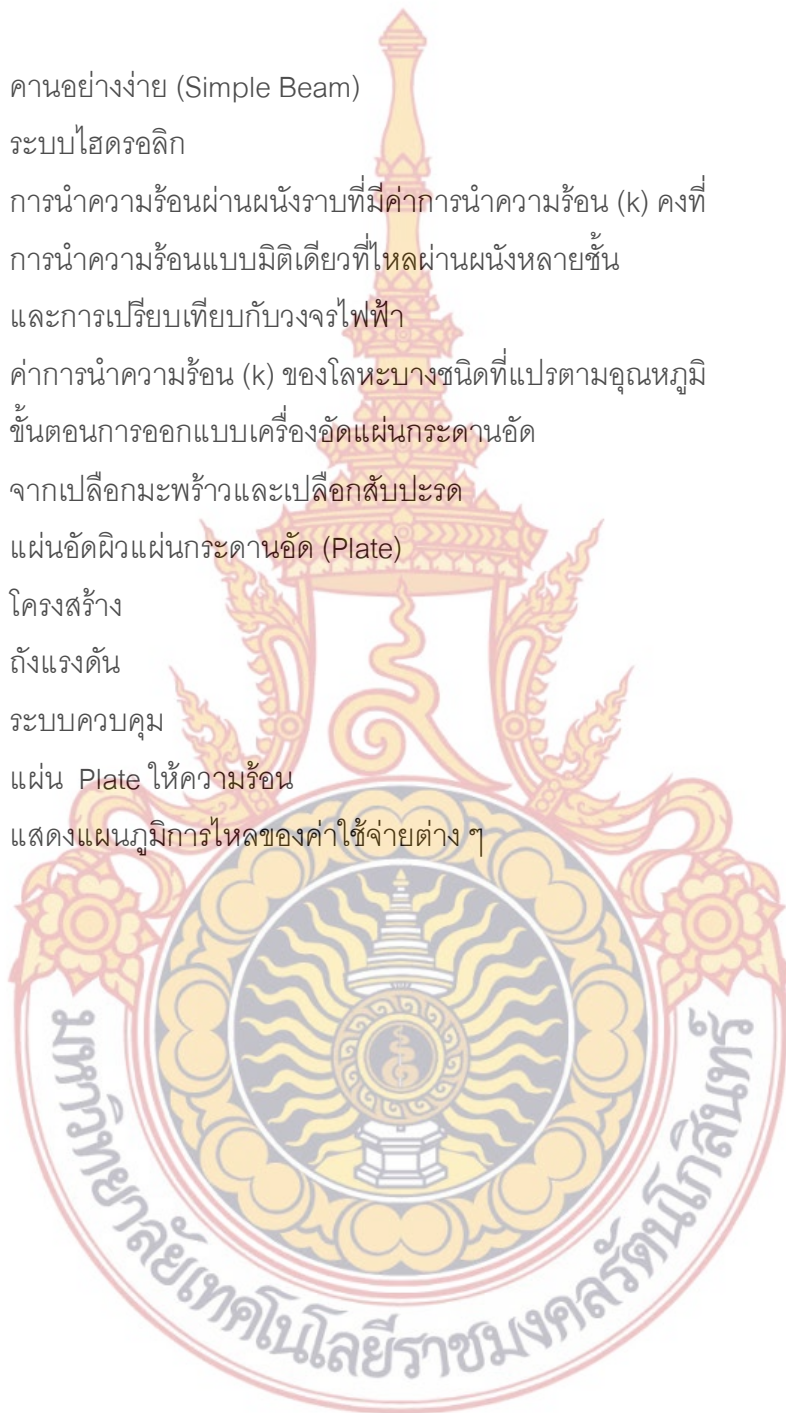 คานอย่างง่าย (Simple Beam)
ระบบไฮดรอลิก
การนำความร้อนผ่านผนังราบที่มีค่าการนำความร้อน (k) คงที่
การนำความร้อนแบบมิติเดียวที่ไหลผ่านผนังหลายชั้น
และการเปรียบเทียบกับวงจรไฟฟ้า
ค่าการนำความร้อน (k) ของโลหะบางชนิดที่แปรตามอุณหภูมิ
ขั้นตอนการออกแบบเครื่องอัดแผ่นกระดานอัด
จากเปลือกมะพร้าวและเปลือกสับปะรด
แผ่นอัดผิวแผ่นกระดานอัด (Plate)
โครงสร้าง
ถังแรงดัน
ระบบควบคุม
แผ่น Plate ให้ความร้อน
แสดงแผนภูมิการไหลของค่าใช้จ่ายต่าง ๆ
มหาวิทยาลัยเทคโนโลยีราชมงคลรัตนโกสินทร์